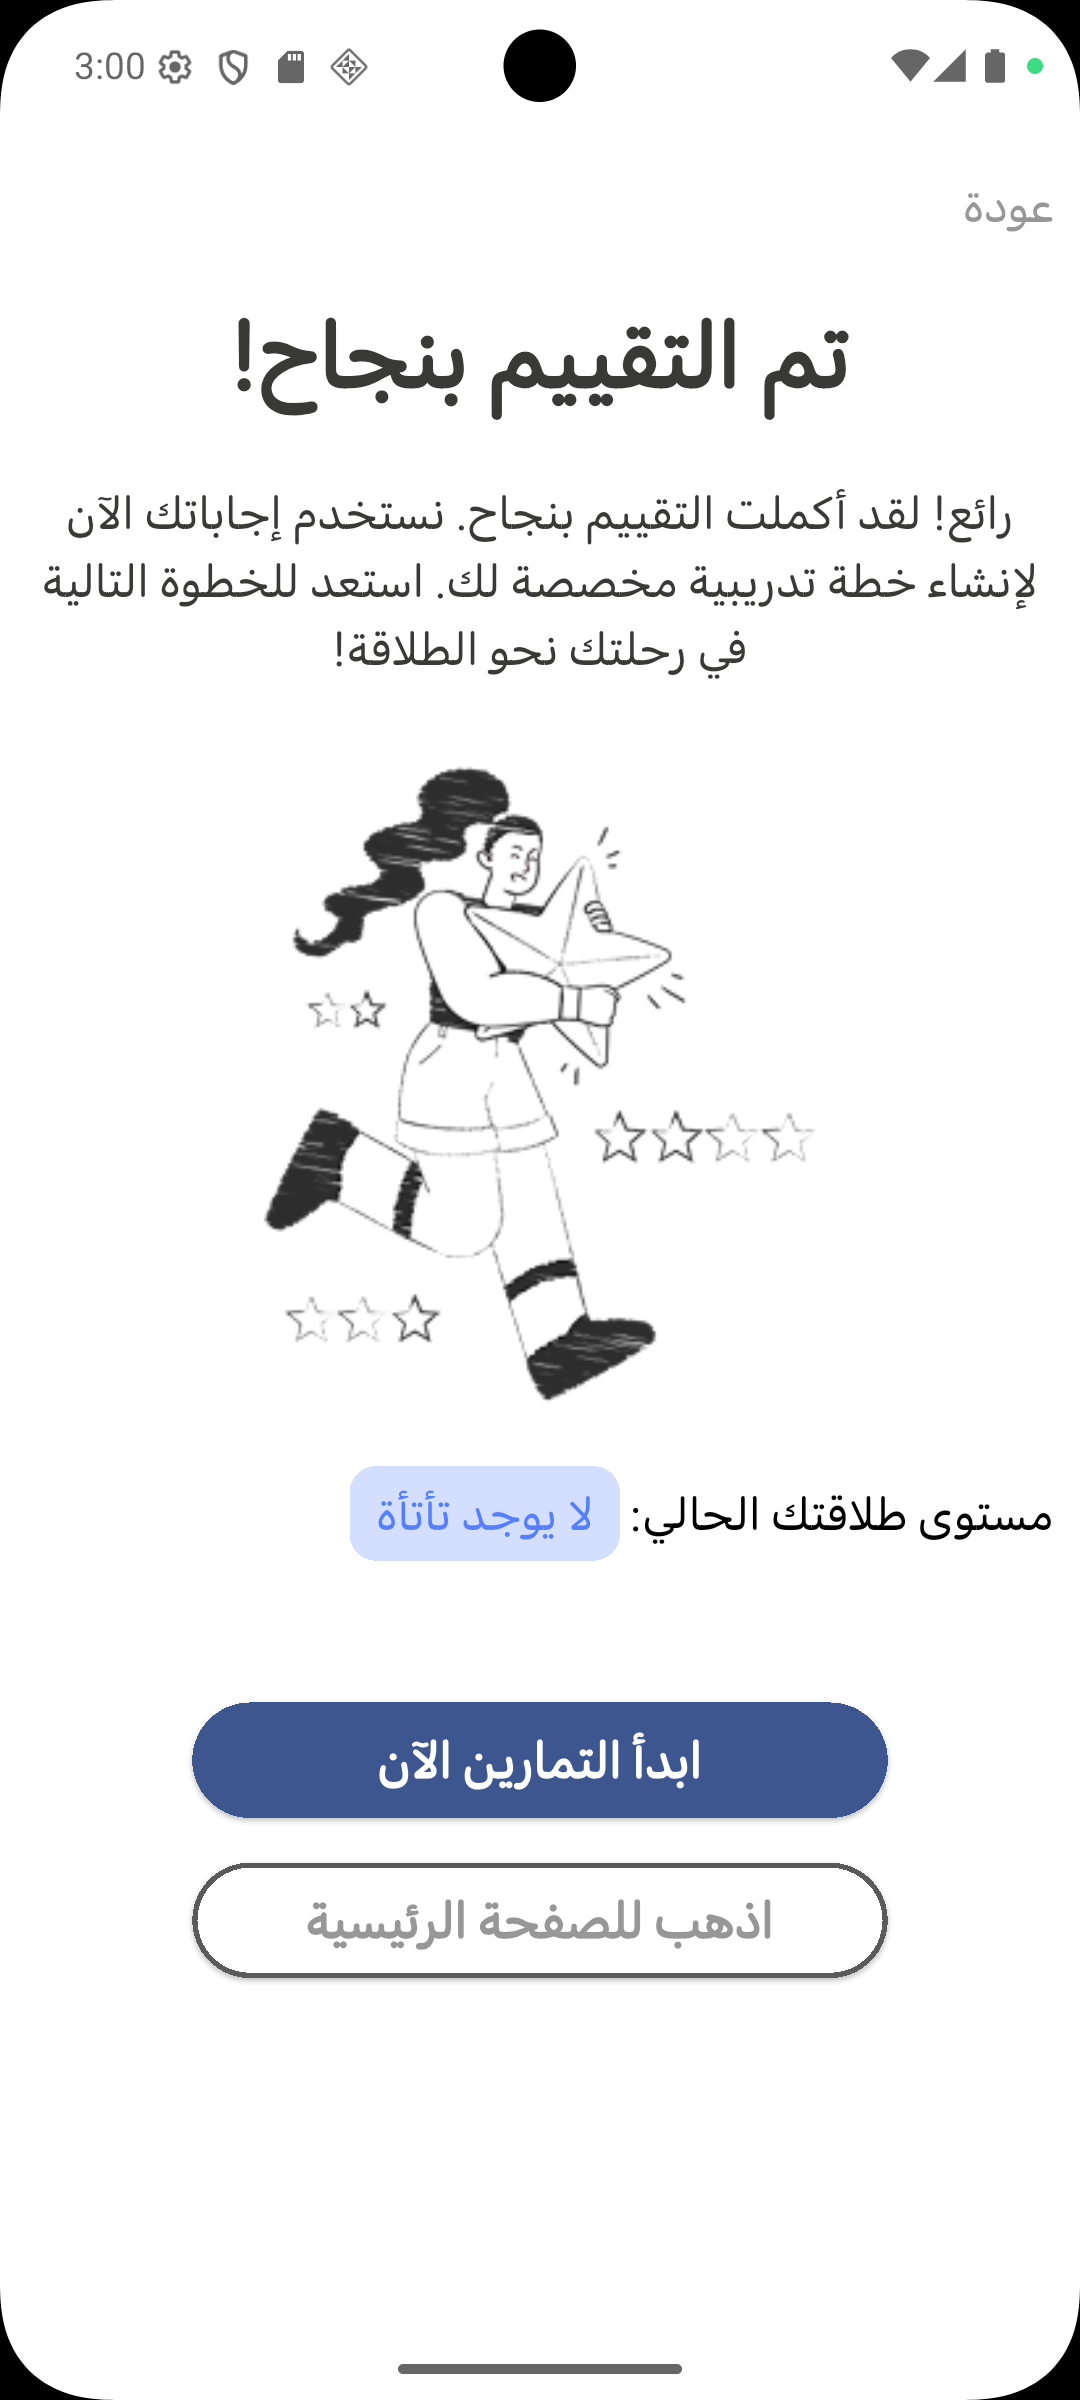 3:00
عودة
تم التقييم بنجاح!
رائع! لقد أكملت التقييم بنجاح. نستخدم إجاباتك الآن
لإنشاء خطة تدريبية مخصصة لك. استعد للخطوة التالية
في رحلتك نحو الطلاقة!
مستوى طلاقتك الحالي: لا يوجد تأتأة
ابدأ التمارين الآن
اذهب للصفحة الرئيسية